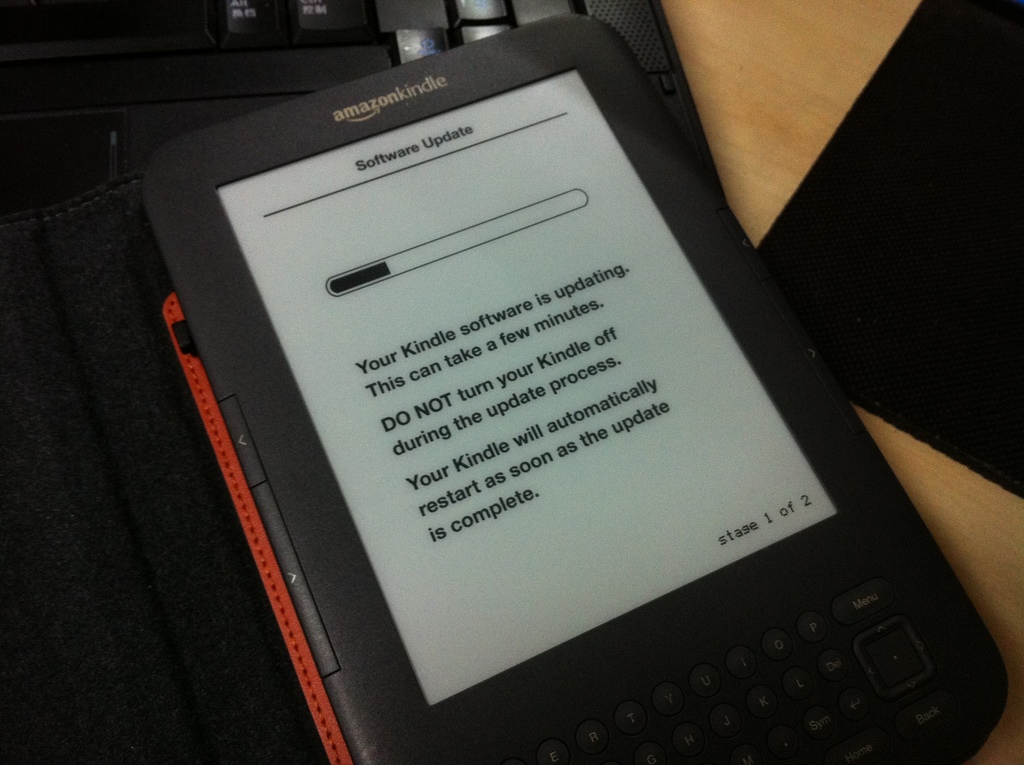 amazonkindle
Software Update
Your Kindle software is updating.
This can take a few minutes.
DO NOT turn your Kindle off
during the update process.
Your Kindle will automatically
restart as soon as the update
is complete.
stage 1 of 2
E R T Y U I O P Menu
G H J K L Del
M . Sym ↵ Back
Home